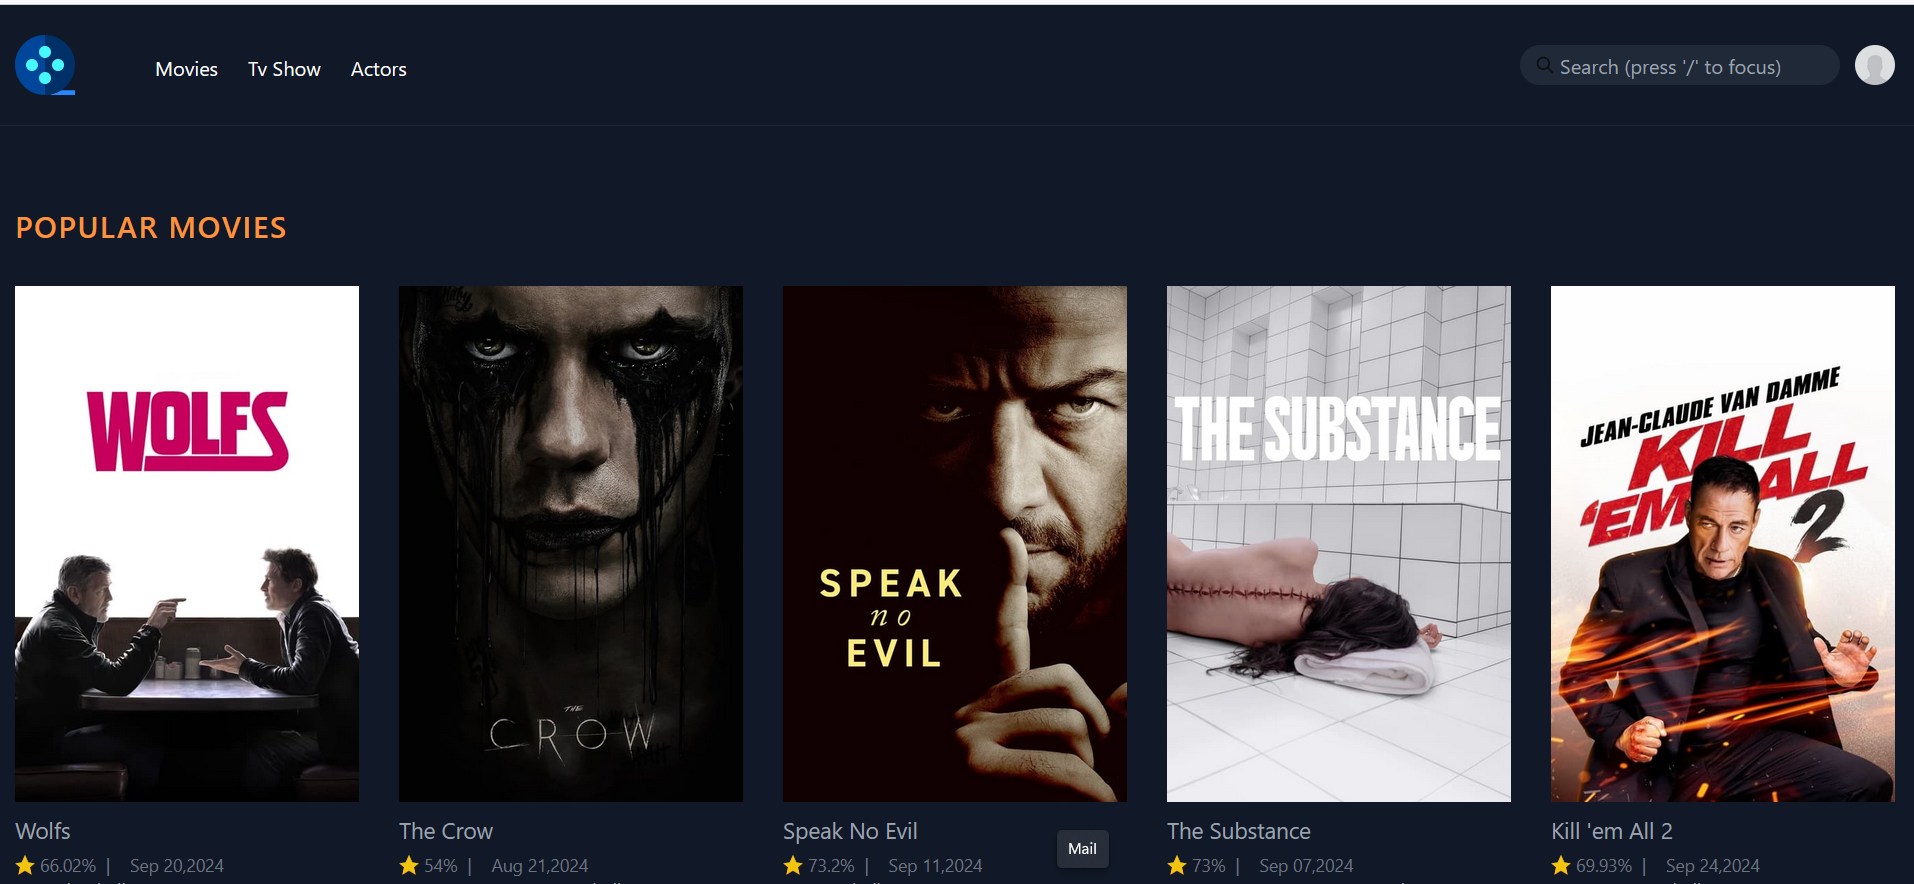 Movies
Tv Show
Actors
Search (press '/' to focus)
POPULAR MOVIES
WOLFS
THE
CROW
SPEAK
no
EVIL
THE SUBSTANCE
JEAN-CLAUDE VAN DAMME
KILL
'EM ALL
2
Wolfs
The Crow
Speak No Evil
The Substance
Kill 'em All 2
66.02% | Sep 20,2024
54% | Aug 21,2024
73.2% | Sep 11,2024
73% | Sep 07,2024
69.93% | Sep 24,2024
Mail